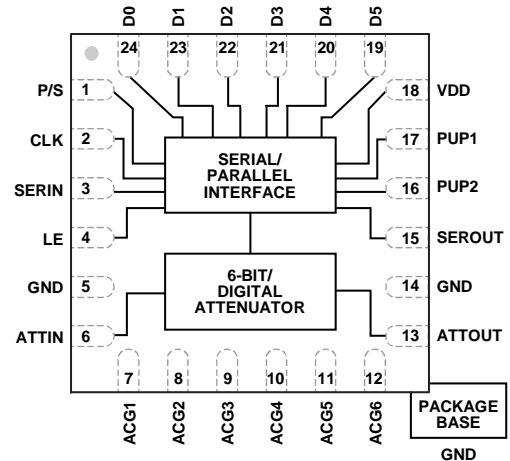 D0 D1 D2 D3 D4 D5
24 23 22 21 20 19
P/S 1
18 VDD
CLK 2
17 PUP1
SERIAL/
PARALLEL
INTERFACE
SERIN 3
16 PUP2
LE 4
15 SEROUT
GND 5
14 GND
6-BIT/
DIGITAL
ATTENUATOR
ATTIN 6
13 ATTOUT
7 8 9 10 11 12
ACG1 ACG2 ACG3 ACG4 ACG5 ACG6
PACKAGE
BASE
GND